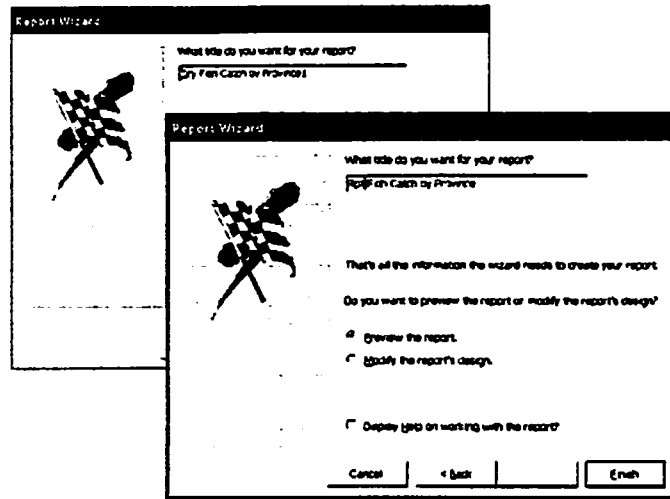 Report Wizard
What title do you want for your report?
Fish Catch by Province1
Report Wizard
What title do you want for your report?
Fish Catch by Province
That's all the information the wizard needs to create your report.
Do you want to preview the report or modify the report's design?
Preview the report.
Modify the report's design.
Display Help on working with the report?
Cancel
< Back
Finish